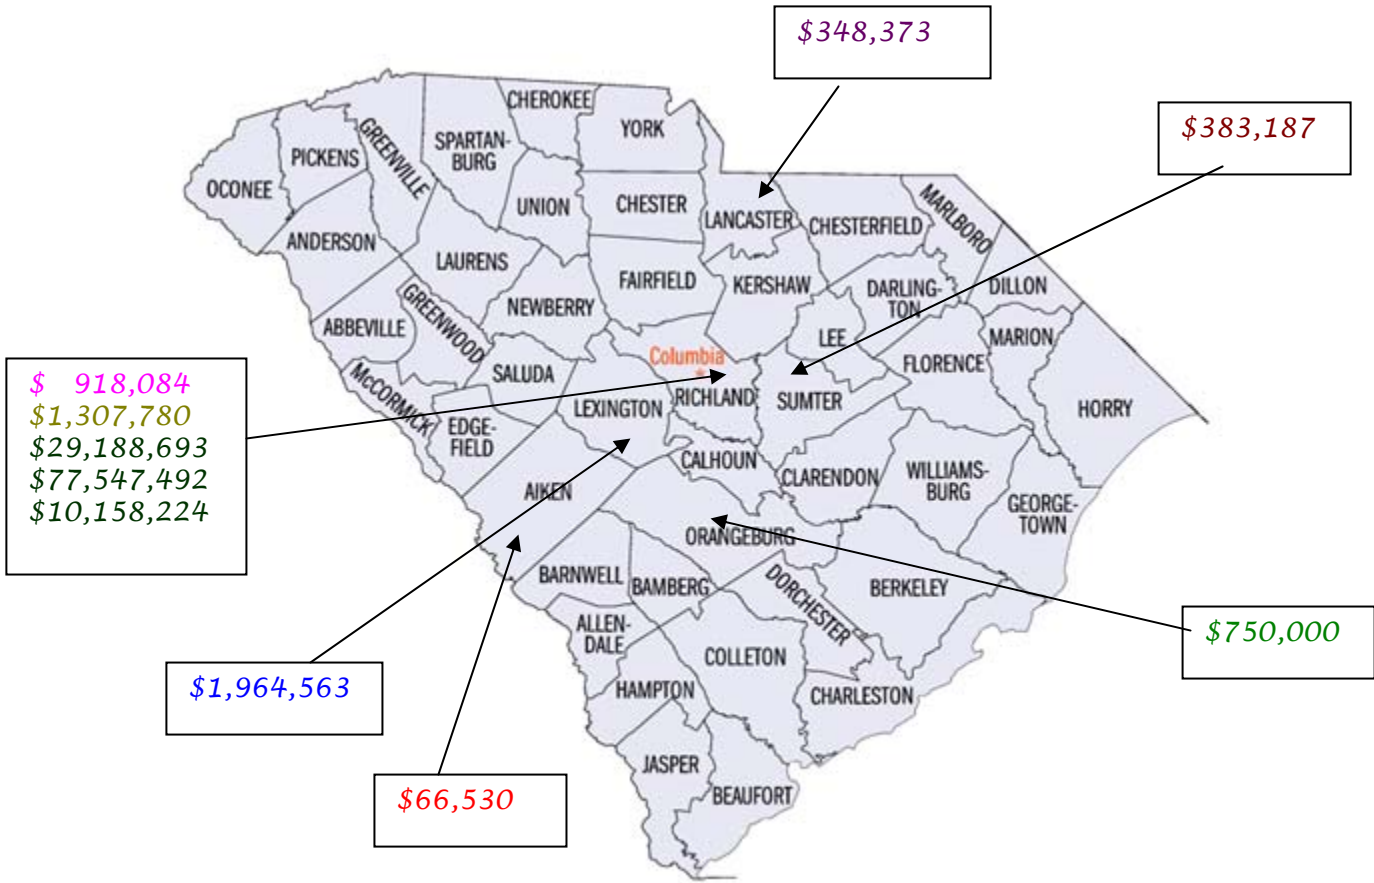 $348,373
$383,187
CHEROKEE
YORK
SPARTAN-
BURG
GREENVILLE
PICKENS
OCONEE
UNION
CHESTER
LANCASTER
CHESTERFIELD
MARLBORO
ANDERSON
LAURENS
FAIRFIELD
KERSHAW
DARLING-
TON
DILLON
NEWBERRY
GREENWOOD
ABBEVILLE
LEE
MARION
FLORENCE
Columbia
*
SALUDA
McCORMICK
LEXINGTON
RICHLAND
SUMTER
HORRY
EDGE-
FIELD
$ 918,084
$1,307,780
$29,188,693
$77,547,492
$10,158,224
CALHOUN
CLARENDON
WILLIAMS-
BURG
AIKEN
GEORGE-
TOWN
ORANGEBURG
BARNWELL
BAMBERG
DORCHESTER
BERKELEY
ALLEN-
DALE
COLLETON
$750,000
HAMPTON
CHARLESTON
$1,964,563
JASPER
BEAUFORT
$66,530